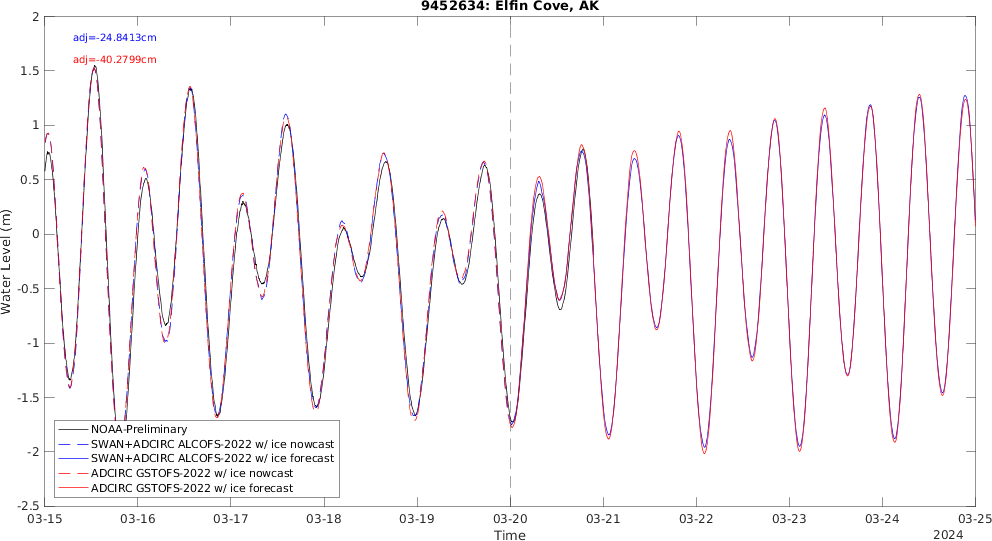 9452634: Elfin Cove, AK
adj=-24.8413cm
adj=-40.2799cm
Water Level (m)
2
1.5
1
0.5
0
-0.5
-1
-1.5
-2
-2.5
NOAA-Preliminary
SWAN+ADCIRC ALCOFS-2022 w/ ice nowcast
SWAN+ADCIRC ALCOFS-2022 w/ ice forecast
ADCIRC GSTOFS-2022 w/ ice nowcast
ADCIRC GSTOFS-2022 w/ ice forecast
03-15 03-16 03-17 03-18 03-19 03-20 03-21 03-22 03-23 03-24 03-25
Time
2024